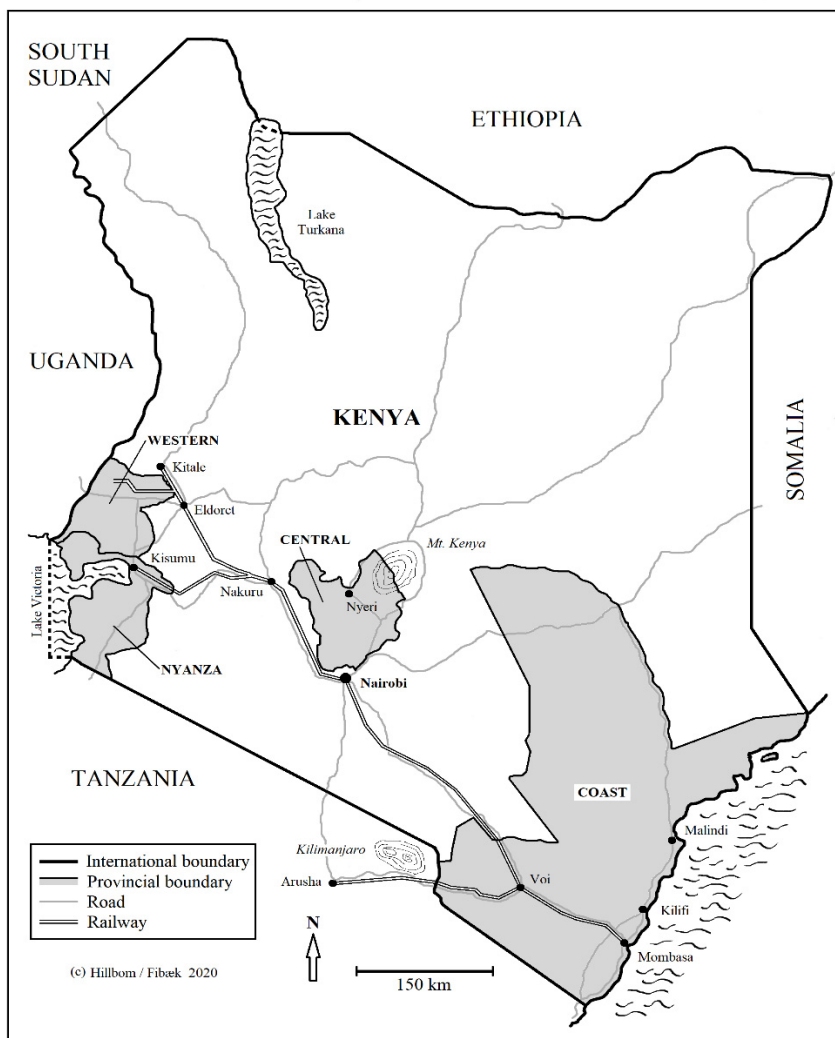 SOUTH
SUDAN
ETHIOPIA
Lake
Turkana
UGANDA
KENYA
SOMALIA
WESTERN
Kitale
Eldoret
CENTRAL
Mt. Kenya
Kisumu
Nakuru
Nyeri
Lake Victoria
NYANZA
Nairobi
TANZANIA
COAST
Malindi
Kilimanjaro
Arusha
Voi
Kilifi
Mombasa
International boundary
Provincial boundary
Road
Railway
N
150 km
(c) Hillbom / Fibæk 2020